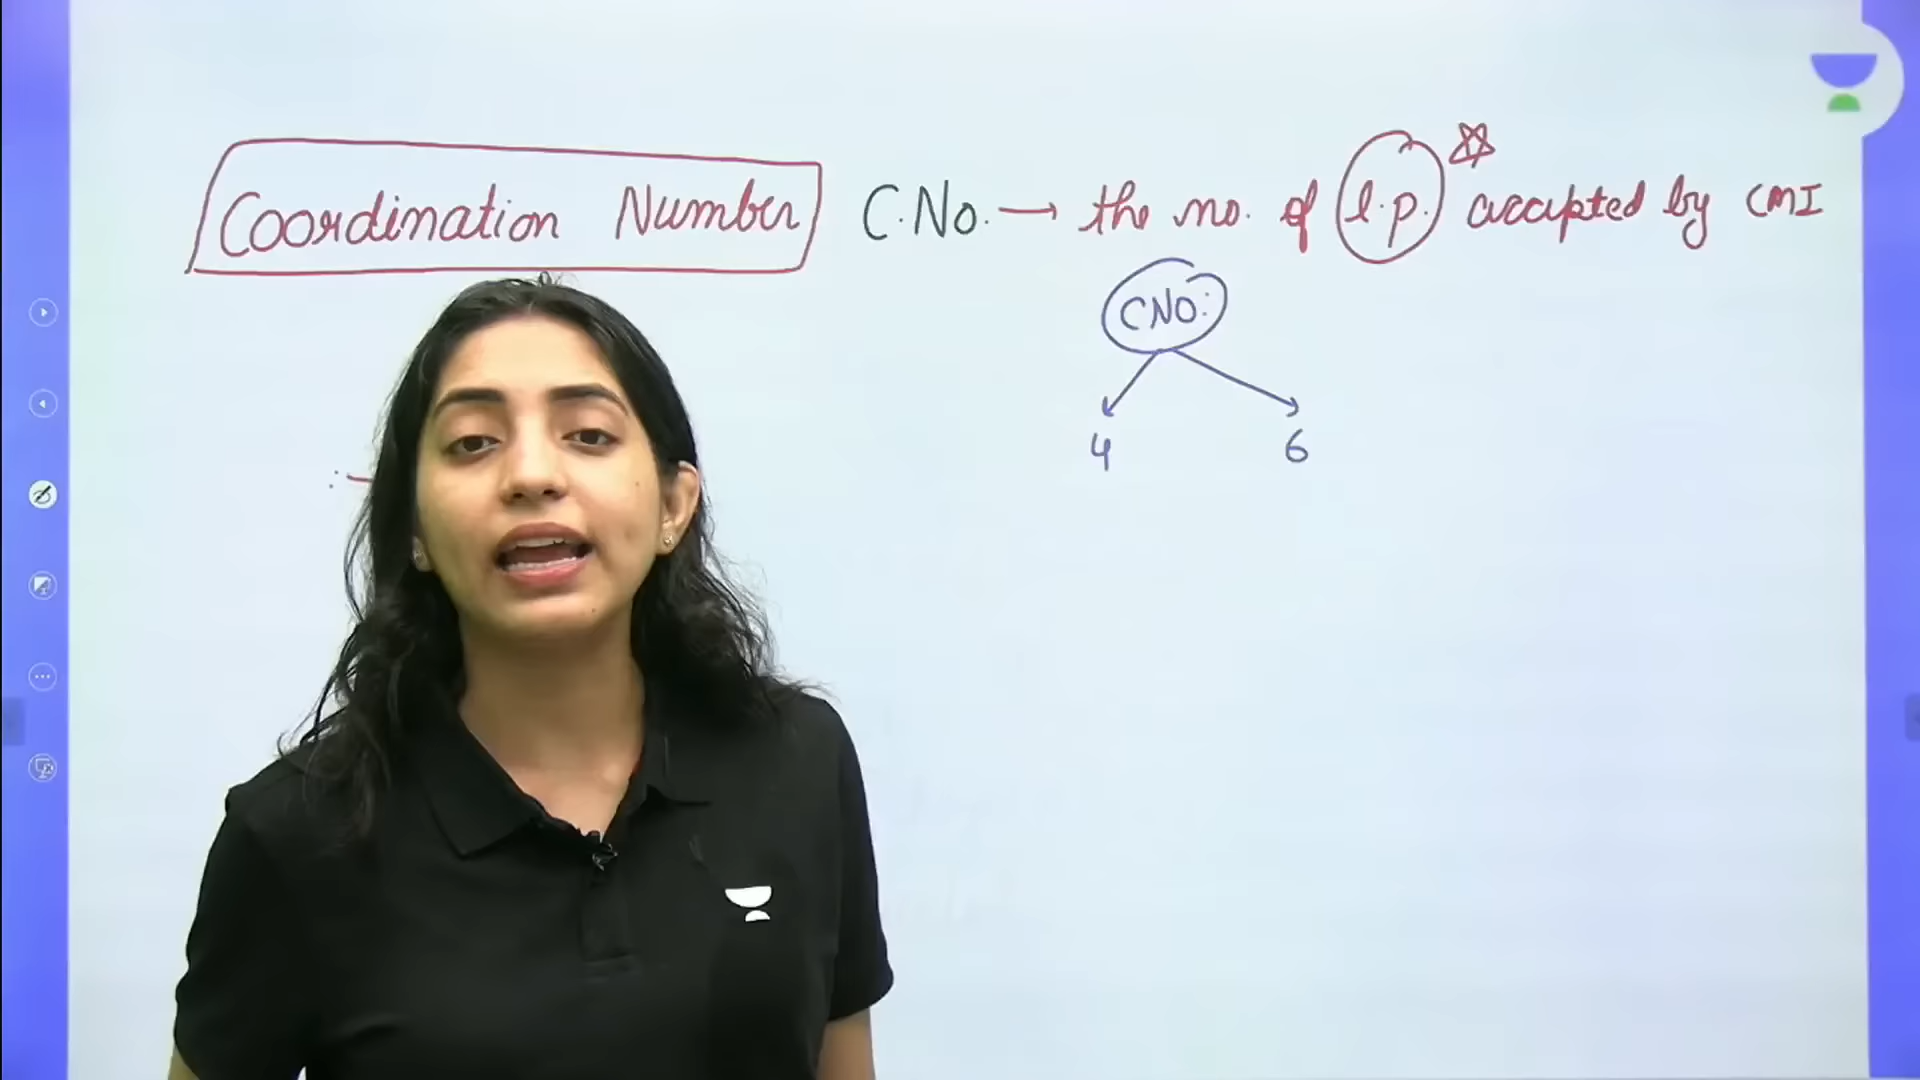 Coordination Number C.No. → the no. of l.p. accepted by CMI
CNO:
4 6